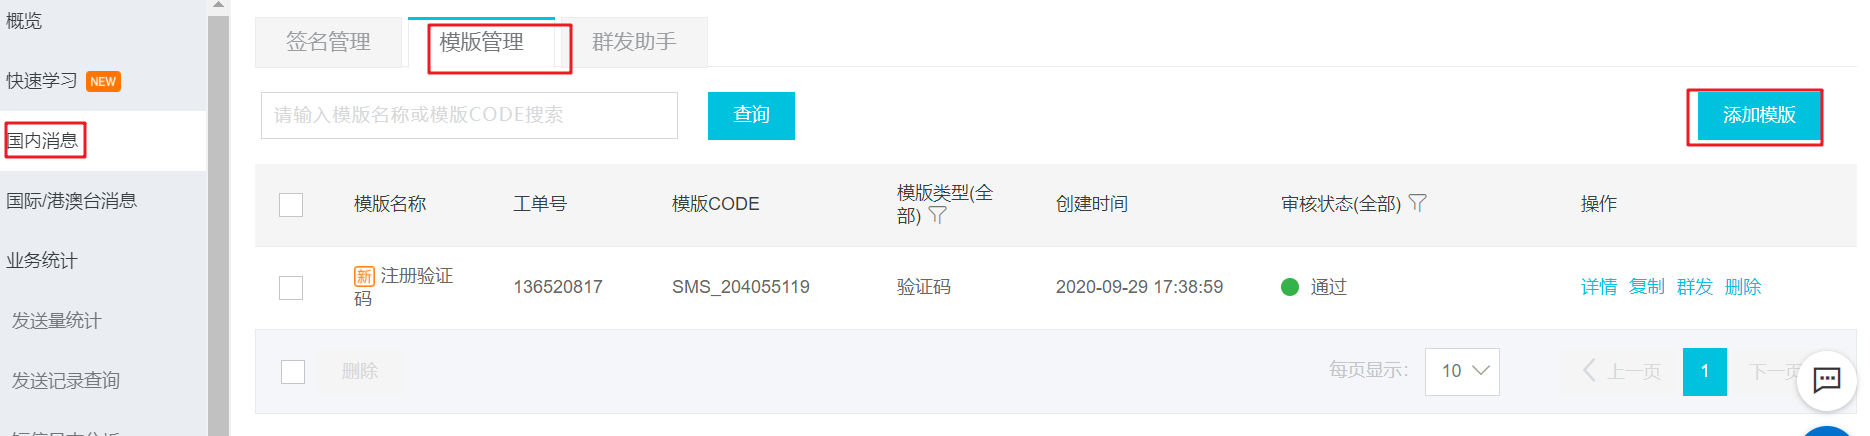 概览
快速学习 NEW
国内消息
国际/港澳台消息
业务统计
发送量统计
发送记录查询
签名管理 模版管理 群发助手
请输入模版名称或模版CODE搜索 查询 添加模版
模版名称 工单号 模版CODE 模版类型(全部) 创建时间 审核状态(全部) 操作
新 注册验证码 136520817 SMS_204055119 验证码 2020-09-29 17:38:59 通过 详情 复制 群发 删除
删除 每页显示: 10 上一页 1 下一页